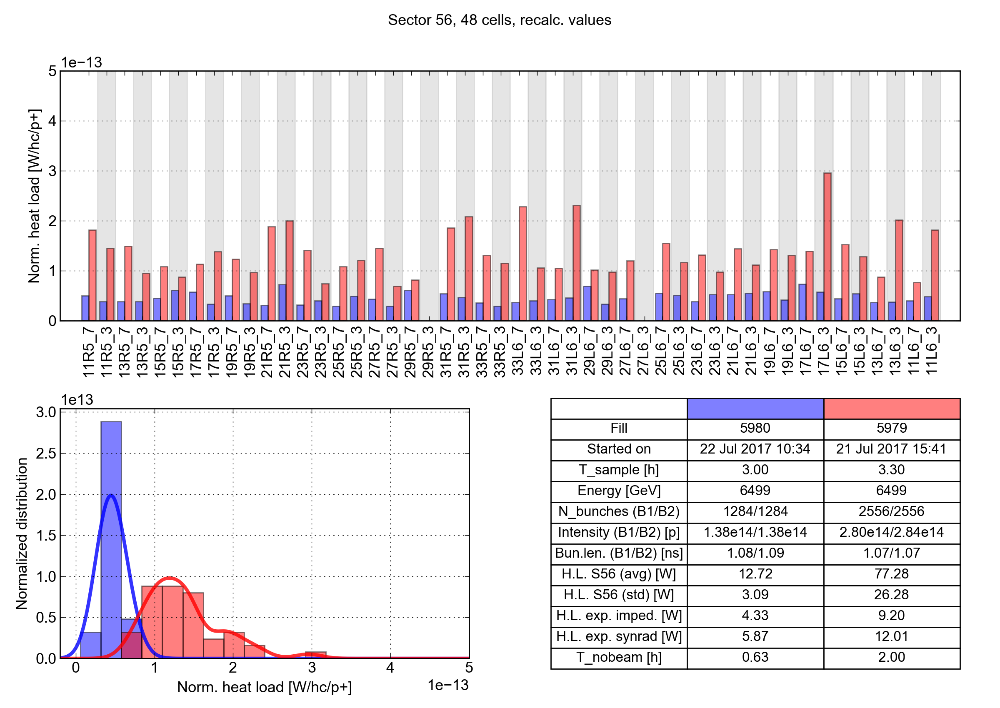 Sector 56, 48 cells, recalc. values
1e−13
5
4
3
2
1
0
Norm. heat load [W/hc/p+]
11R5_7 11R5_3 13R5_7 13R5_3 15R5_7 15R5_3 17R5_7 17R5_3 19R5_7 19R5_3 21R5_7 21R5_3 23R5_7 23R5_3 25R5_7 25R5_3 27R5_7 27R5_3 29R5_7 29R5_3 31R5_7 31R5_3 33R5_7 33R5_3 33L6_7 33L6_3 31L6_7 31L6_3 29L6_7 29L6_3 27L6_7 27L6_3 25L6_7 25L6_3 23L6_7 23L6_3 21L6_7 21L6_3 19L6_7 19L6_3 17L6_7 17L6_3 15L6_7 15L6_3 13L6_7 13L6_3 11L6_7 11L6_3
1e13
3.0
2.5
2.0
1.5
1.0
0.5
0.0
Normalized distribution
0 1 2 3 4 5
1e−13
Norm. heat load [W/hc/p+]
Fill 5980 5979
Started on 22 Jul 2017 10:34 21 Jul 2017 15:41
T_sample [h] 3.00 3.30
Energy [GeV] 6499 6499
N_bunches (B1/B2) 1284/1284 2556/2556
Intensity (B1/B2) [p] 1.38e14/1.38e14 2.80e14/2.84e14
Bun.len. (B1/B2) [ns] 1.08/1.09 1.07/1.07
H.L. S56 (avg) [W] 12.72 77.28
H.L. S56 (std) [W] 3.09 26.28
H.L. exp. imped. [W] 4.33 9.20
H.L. exp. synrad [W] 5.87 12.01
T_nobeam [h] 0.63 2.00